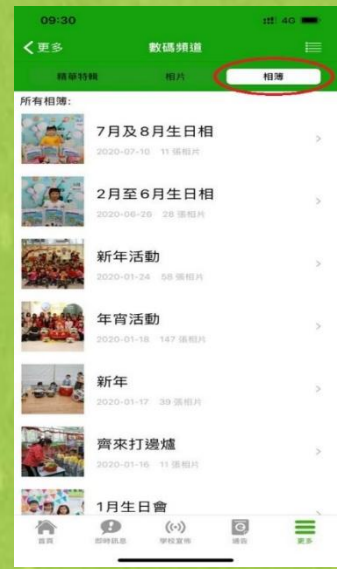 09:30
4G
更多
數碼頻道
精華特輯
相片
相薄
所有相薄:
7月及8月生日相
2020-07-10 11 張相片
2月至6月生日相
2020-06-26 28 張相片
新年活動
2020-01-24 58 張相片
年宵活動
2020-01-18 147 張相片
新年
2020-01-17 39 張相片
齊來打邊爐
2020-01-16 11 張相片
1月生日會
首頁
即時訊息
學校宣佈
通告
更多